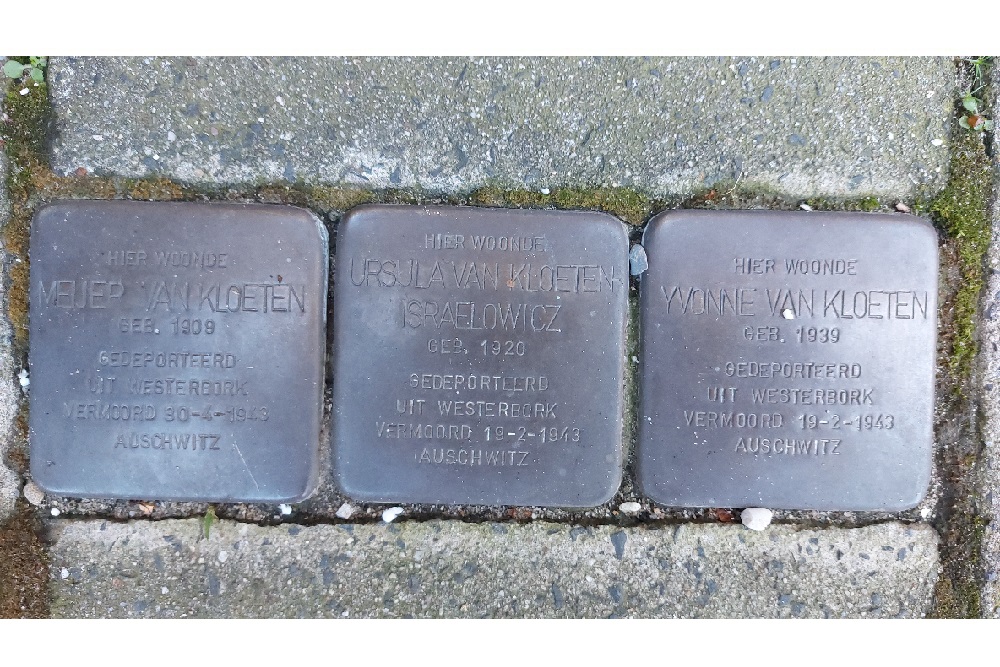 HIER WOONDE
MEIJER VAN KLOETEN
GEB. 1909
GEDEPORTEERD
UIT WESTERBORK
VERMOORD 30-4-1943
AUSCHWITZ
HIER WOONDE
URSULA VAN KLOETEN-
ISRAELOWICZ
GEB. 1920
GEDEPORTEERD
UIT WESTERBORK
VERMOORD 19-2-1943
AUSCHWITZ
HIER WOONDE
YVONNE VAN KLOETEN
GEB. 1939
GEDEPORTEERD
UIT WESTERBORK
VERMOORD 19-2-1943
AUSCHWITZ